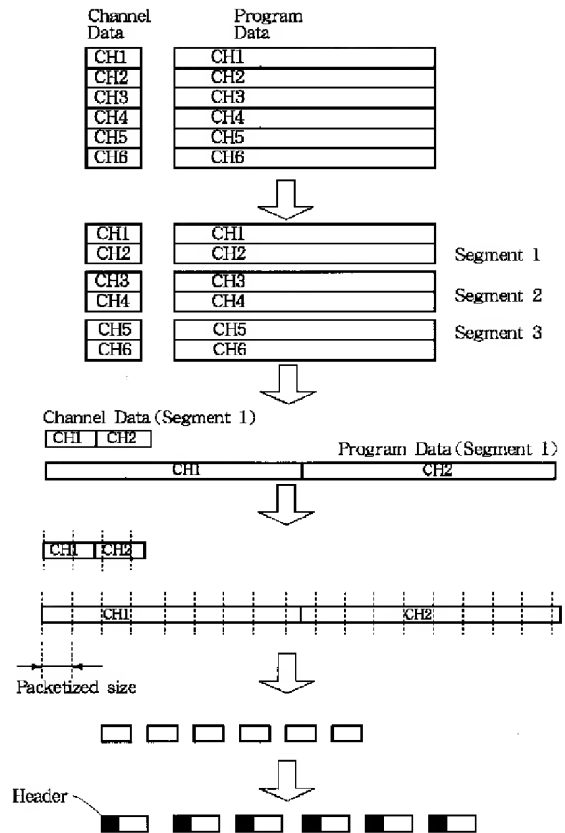 Channel Data
Program Data
CH1 CH1
CH2 CH2
CH3 CH3
CH4 CH4
CH5 CH5
CH6 CH6
CH1 CH1
CH2 CH2
Segment 1
CH3 CH3
CH4 CH4
Segment 2
CH5 CH5
CH6 CH6
Segment 3
Channel Data(Segment 1)
CH1 CH2
Program Data(Segment 1)
CH1 CH2
CH1 CH2
CH1 CH2
Packetized size
Header